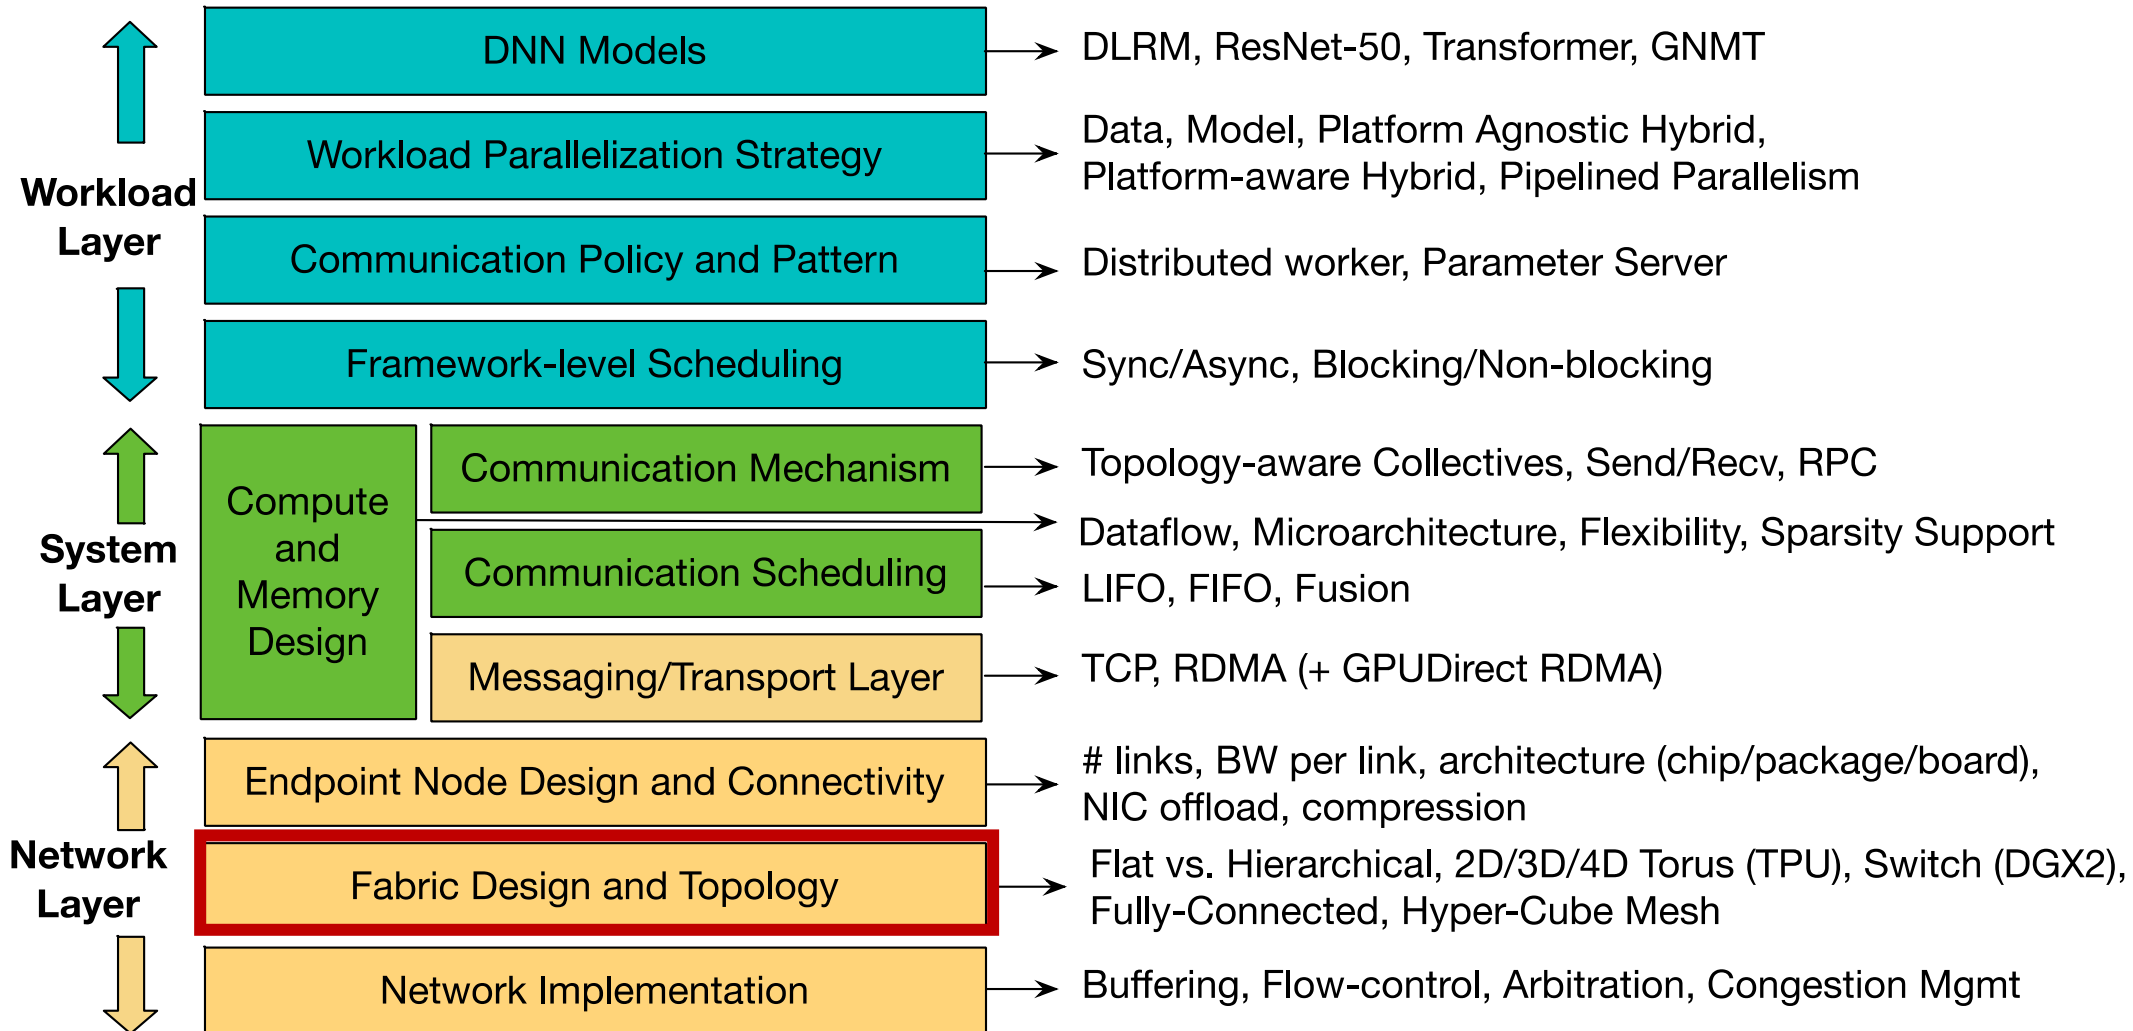 DNN Models
DLRM, ResNet-50, Transformer, GNMT
Workload Parallelization Strategy
Data, Model, Platform Agnostic Hybrid,
Platform-aware Hybrid, Pipelined Parallelism
Workload
Layer
Communication Policy and Pattern
Distributed worker, Parameter Server
Framework-level Scheduling
Sync/Async, Blocking/Non-blocking
System
Layer
Compute
and
Memory
Design
Communication Mechanism
Topology-aware Collectives, Send/Recv, RPC
Dataflow, Microarchitecture, Flexibility, Sparsity Support
Communication Scheduling
LIFO, FIFO, Fusion
Messaging/Transport Layer
TCP, RDMA (+ GPUDirect RDMA)
Network
Layer
Endpoint Node Design and Connectivity
# links, BW per link, architecture (chip/package/board),
NIC offload, compression
Fabric Design and Topology
Flat vs. Hierarchical, 2D/3D/4D Torus (TPU), Switch (DGX2),
Fully-Connected, Hyper-Cube Mesh
Network Implementation
Buffering, Flow-control, Arbitration, Congestion Mgmt